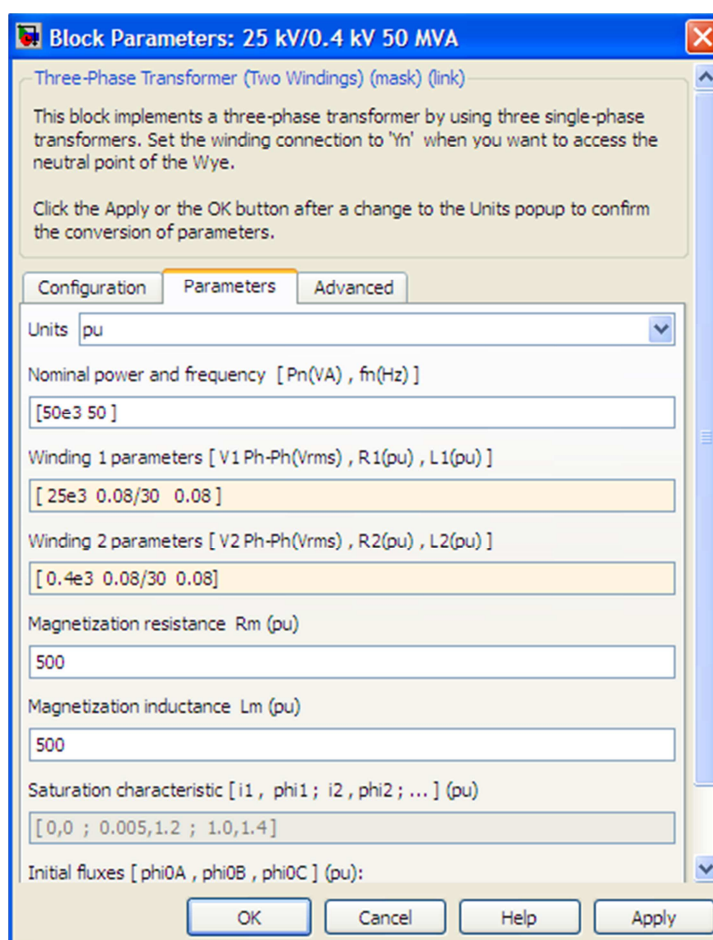 Block Parameters: 25 kV/0.4 kV 50 MVA
Three-Phase Transformer (Two Windings) (mask) (link)
This block implements a three-phase transformer by using three single-phase
transformers. Set the winding connection to 'Yn' when you want to access the
neutral point of the Wye.
Click the Apply or the OK button after a change to the Units popup to confirm
the conversion of parameters.
Configuration Parameters Advanced
Units pu
Nominal power and frequency [ Pn(VA) , fn(Hz) ]
[50e3 50 ]
Winding 1 parameters [ V1 Ph-Ph(Vrms) , R1(pu) , L1(pu) ]
[ 25e3 0.08/30 0.08 ]
Winding 2 parameters [ V2 Ph-Ph(Vrms) , R2(pu) , L2(pu) ]
[ 0.4e3 0.08/30 0.08]
Magnetization resistance Rm (pu)
500
Magnetization inductance Lm (pu)
500
Saturation characteristic [ i1 , phi1 ; i2 , phi2 ; ... ] (pu)
[ 0,0 ; 0.005,1.2 ; 1.0,1.4 ]
Initial fluxes [ phi0A , phi0B , phi0C ] (pu):
OK Cancel Help Apply